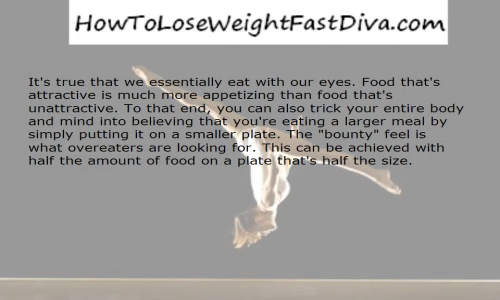 HowToLoseWeightFastDiva.com
It's true that we essentially eat with our eyes. Food that's
attractive is much more appetizing than food that's
unattractive. To that end, you can also trick your entire body
and mind into believing that you're eating a larger meal by
simply putting it on a smaller plate. The "bounty" feel is
what overeaters are looking for. This can be achieved with
half the amount of food on a plate that's half the size.